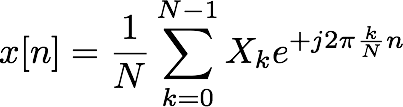 x[n] = \frac{1}{N} \sum_{k=0}^{N-1} X_k e^{+j2\pi \frac{k}{N} n}